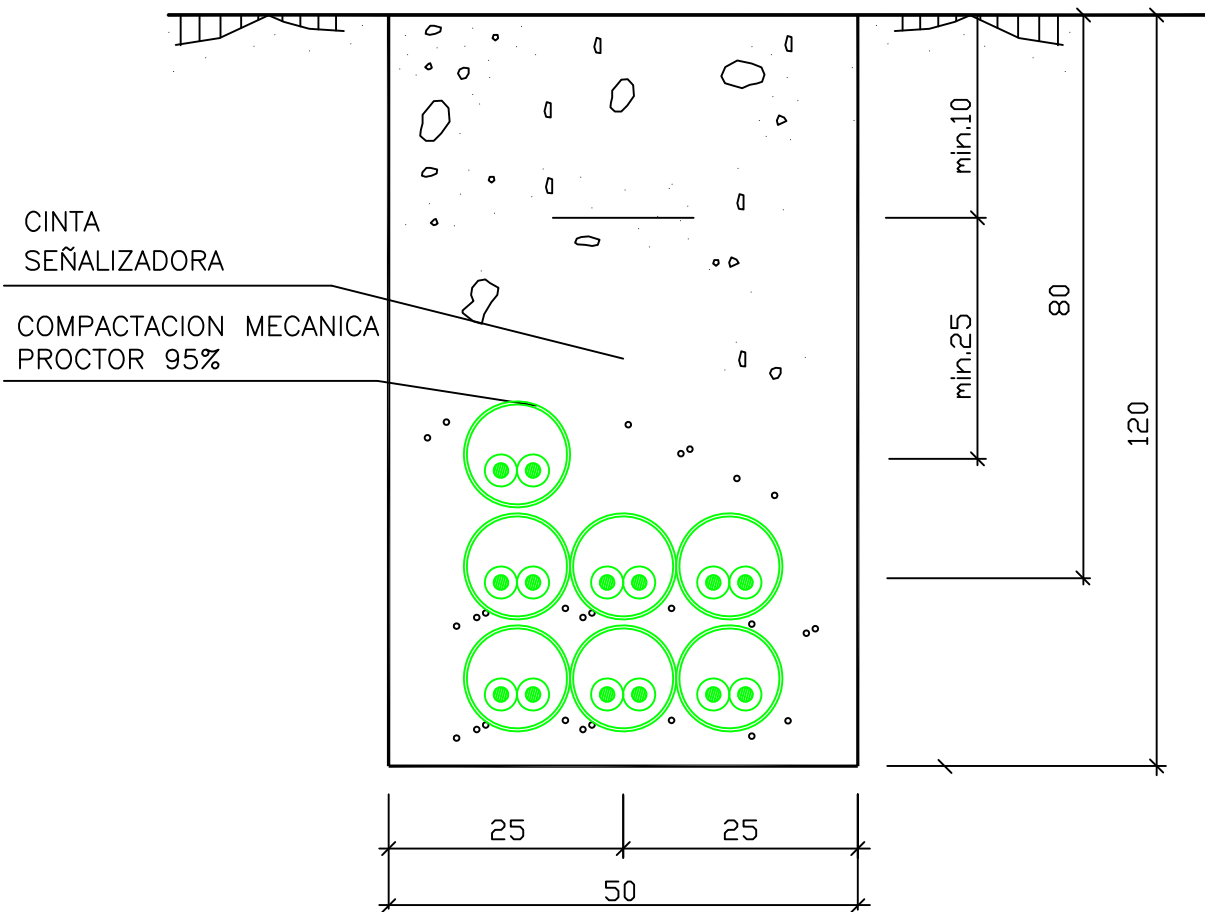 min.10
CINTA
SEÑALIZADORA
80
COMPACTACION MECANICA
PROCTOR 95%
min.25
120
25
25
50